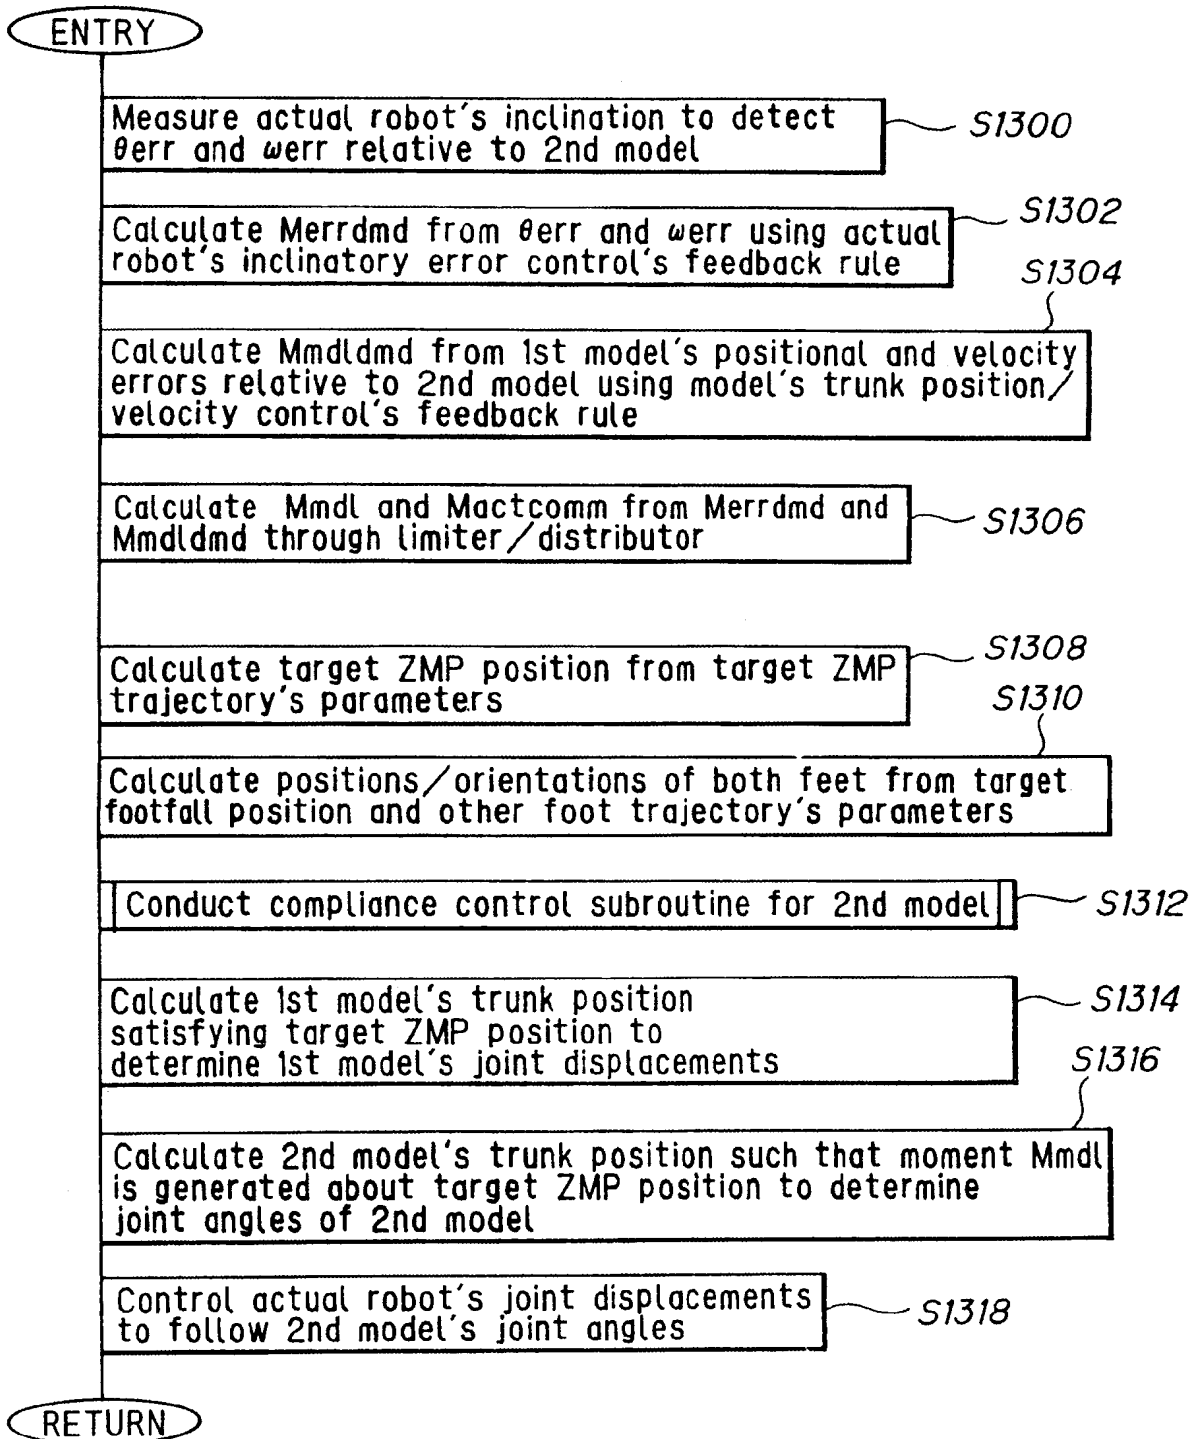 ENTRY
Measure actual robot's inclination to detect
θerr and ωerr relative to 2nd model
S1300
Calculate Merrdmd from θerr and ωerr using actual
robot's inclinatory error control's feedback rule
S1302
Calculate Mmdldmd from 1st model's positional and velocity
errors relative to 2nd model using model's trunk position/
velocity control's feedback rule
S1304
Calculate Mmdl and Mactcomm from Merrdmd and
Mmdldmd through limiter/distributor
S1306
Calculate target ZMP position from target ZMP
trajectory's parameters
S1308
Calculate positions/orientations of both feet from target
footfall position and other foot trajectory's parameters
S1310
Conduct compliance control subroutine for 2nd model
S1312
Calculate 1st model's trunk position
satisfying target ZMP position to
determine 1st model's joint displacements
S1314
Calculate 2nd model's trunk position such that moment Mmdl
is generated about target ZMP position to determine
joint angles of 2nd model
S1316
Control actual robot's joint displacements
to follow 2nd model's joint angles
S1318
RETURN